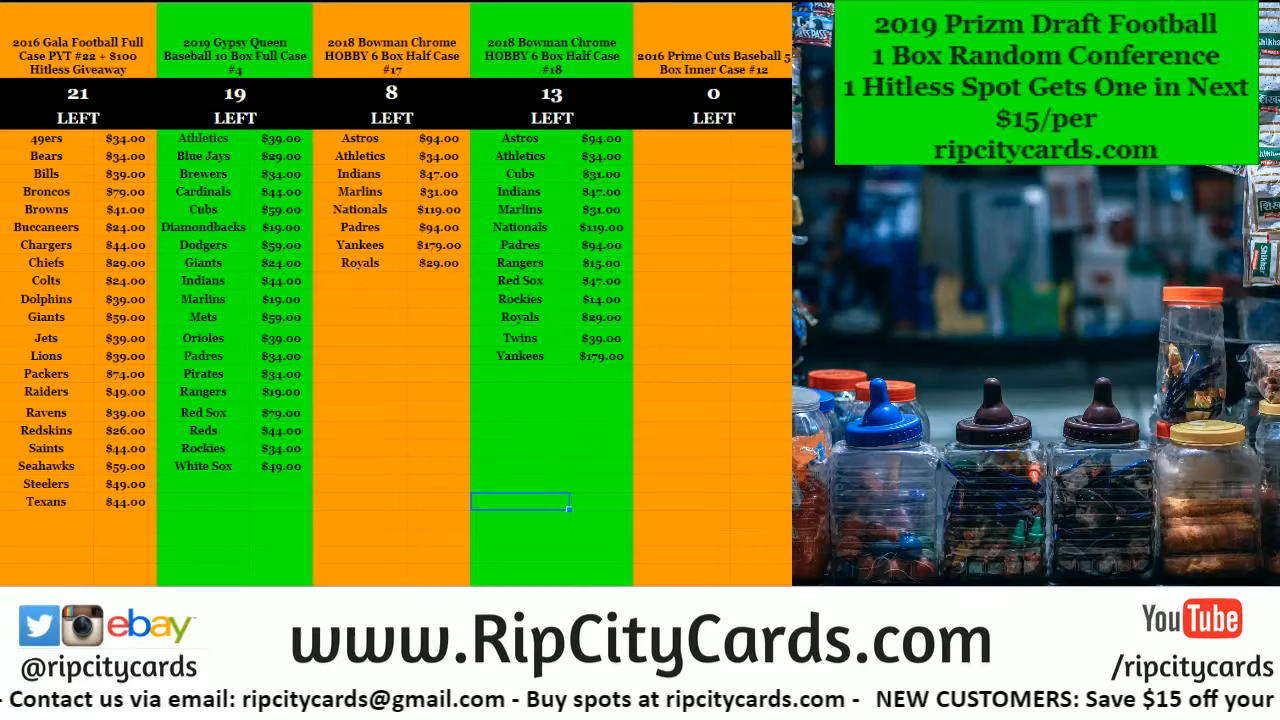 2016 Gala Football Full
Case PYT #22 + $100
Hitless Giveaway
21
LEFT
49ers $34.00
Bears $34.00
Bills $39.00
Broncos $79.00
Browns $41.00
Buccaneers $24.00
Chargers $44.00
Chiefs $29.00
Colts $24.00
Dolphins $39.00
Giants $59.00
Jets $39.00
Lions $39.00
Packers $74.00
Raiders $49.00
Ravens $39.00
Redskins $26.00
Saints $44.00
Seahawks $59.00
Steelers $49.00
Texans $44.00
2019 Gypsy Queen
Baseball 10 Box Full Case
#4
19
LEFT
Athletics $39.00
Blue Jays $29.00
Brewers $34.00
Cardinals $44.00
Cubs $59.00
Diamondbacks $19.00
Dodgers $59.00
Giants $24.00
Indians $44.00
Marlins $19.00
Mets $59.00
Orioles $39.00
Padres $34.00
Pirates $34.00
Rangers $19.00
Red Sox $79.00
Reds $44.00
Rockies $34.00
White Sox $49.00
2018 Bowman Chrome
HOBBY 6 Box Half Case
#17
8
LEFT
Astros $94.00
Athletics $34.00
Indians $47.00
Marlins $31.00
Nationals $119.00
Padres $94.00
Yankees $179.00
Royals $29.00
2018 Bowman Chrome
HOBBY 6 Box Half Case
#18
13
LEFT
Astros $94.00
Athletics $34.00
Cubs $31.00
Indians $47.00
Marlins $31.00
Nationals $119.00
Padres $94.00
Rangers $15.00
Red Sox $47.00
Rockies $14.00
Royals $29.00
Twins $39.00
Yankees $179.00
2016 Prime Cuts Baseball 5
Box Inner Case #12
0
LEFT
2019 Prizm Draft Football
1 Box Random Conference
1 Hitless Spot Gets One in Next
$15/per
ripcitycards.com
Shikhar
ebay
@ripcitycards
www.RipCityCards.com
YouTube
/ripcitycards
- Contact us via email: ripcitycards@gmail.com - Buy spots at ripcitycards.com - NEW CUSTOMERS: Save $15 off your